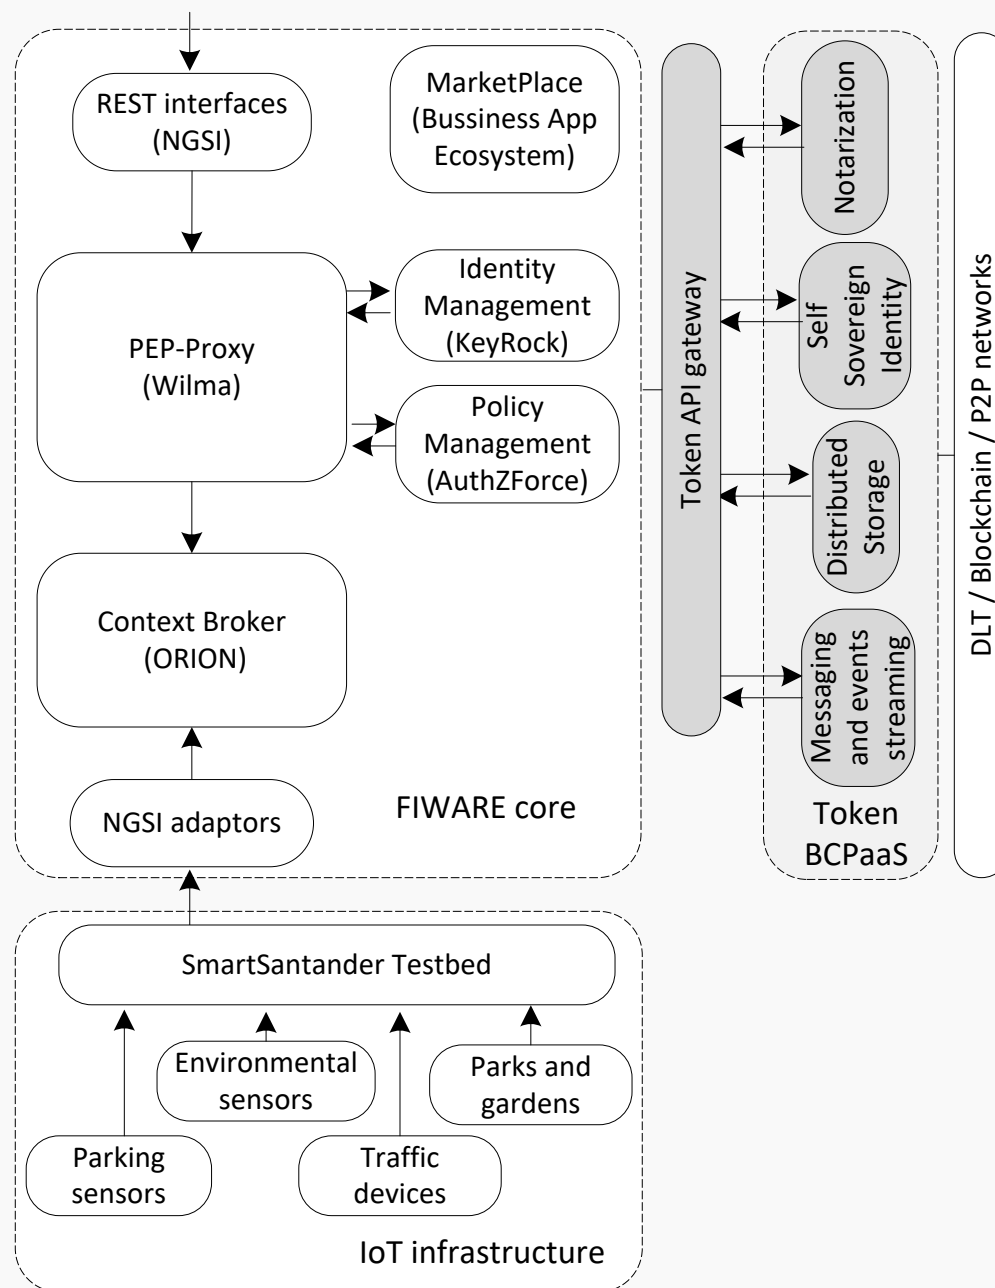 REST interfaces
(NGSI)
MarketPlace
(Bussiness App
Ecosystem)
PEP-Proxy
(Wilma)
Identity
Management
(KeyRock)
Policy
Management
(AuthZForce)
Context Broker
(ORION)
NGSI adaptors
FIWARE core
Token API gateway
Notarization
Self
Sovereign
Identity
Distributed
Storage
Messaging
and events
streaming
Token
BCPaaS
DLT / Blockchain / P2P networks
SmartSantander Testbed
Environmental
sensors
Parks and
gardens
Parking
sensors
Traffic
devices
IoT infrastructure